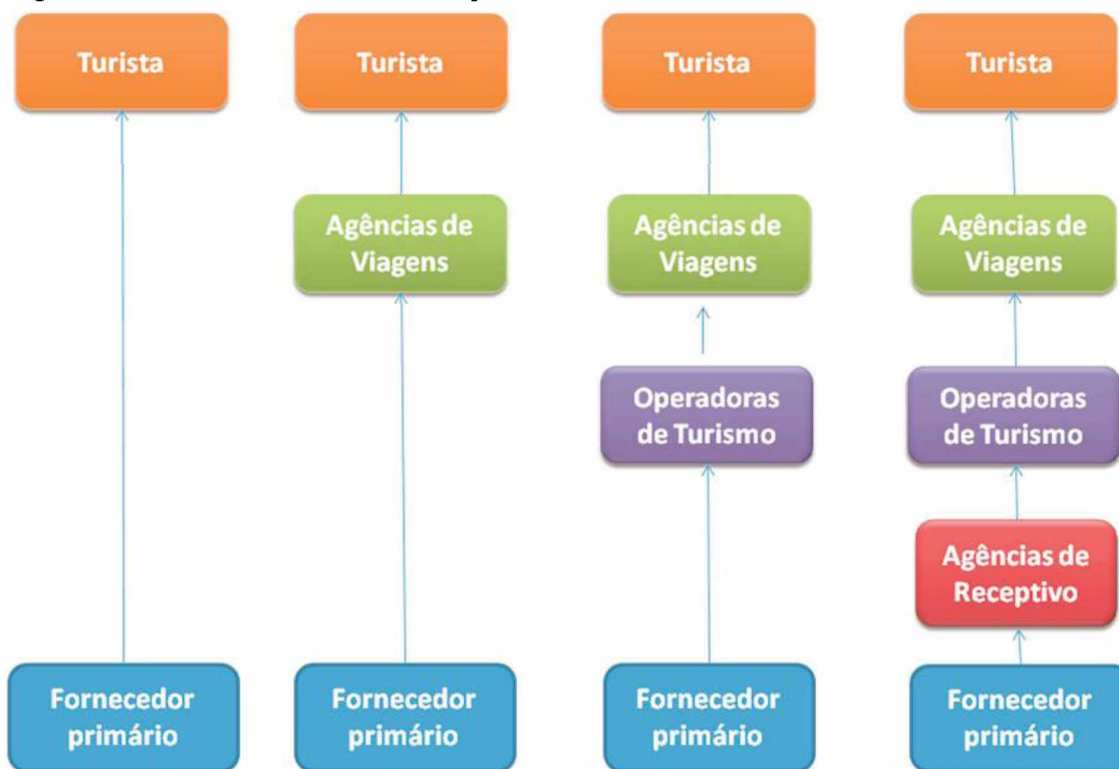 Turista
Turista
Turista
Turista
Agências de
Viagens
Agências de
Viagens
Agências de
Viagens
Operadoras
de Turismo
Operadoras
de Turismo
Agências de
Receptivo
Fornecedor
primário
Fornecedor
primário
Fornecedor
primário
Fornecedor
primário